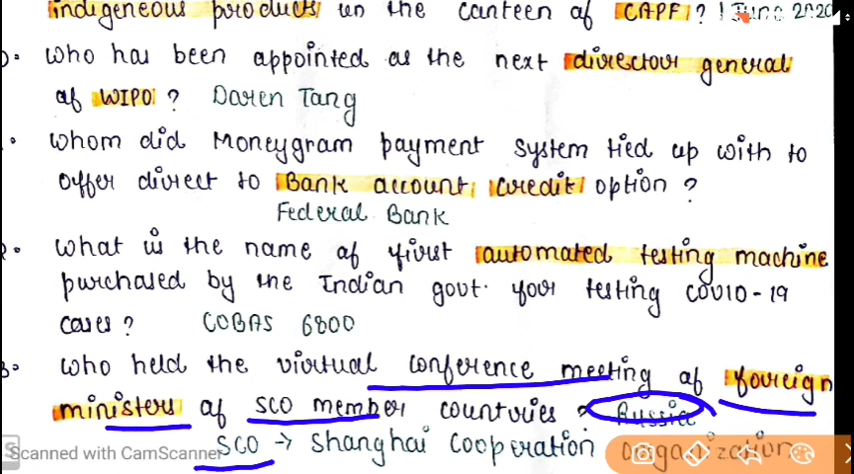 indigeneous products in the canteen of CAPF? 1 June 2020
who has been appointed as the next director general
of WIPO? Daren Tang
whom did Moneygram payment system tied up with to
offer direct to Bank account credit option?
Federal Bank
what is the name of first automated testing machine
purchased by the Indian govt. for testing COVID-19
cases? COBAS 6800
who held the virtual conference meeting of foreign
ministers of SCO member countries? Russia
SCO → Shanghai Cooperation Organization
Scanned with CamScanner